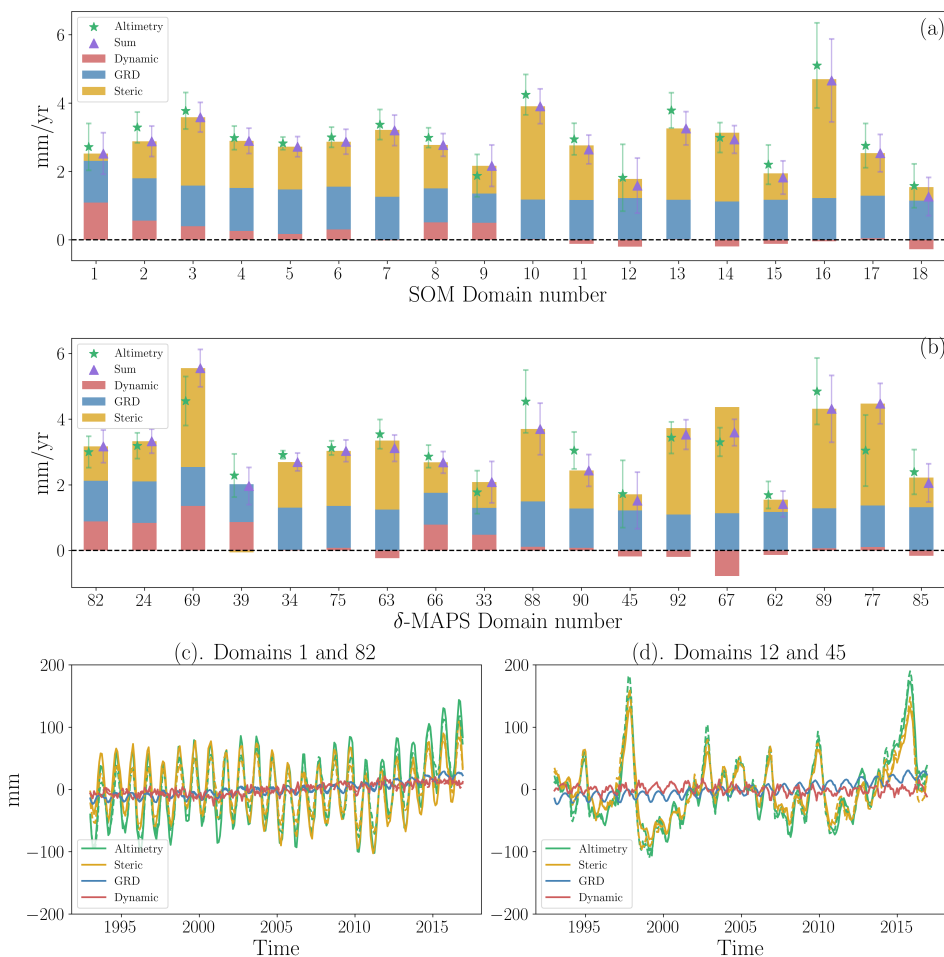 (a)
Altimetry
Sum
Dynamic
GRD
Steric
mm/yr
6
4
2
0
1 2 3 4 5 6 7 8 9 10 11 12 13 14 15 16 17 18
SOM Domain number
(b)
Altimetry
Sum
Dynamic
GRD
Steric
mm/yr
6
4
2
0
82 24 69 39 34 75 63 66 33 88 90 45 92 67 62 89 77 85
δ-MAPS Domain number
(c). Domains 1 and 82
mm
200
100
0
−100
−200
Altimetry
Steric
GRD
Dynamic
1995 2000 2005 2010 2015
Time
(d). Domains 12 and 45
200
100
0
−100
−200
Altimetry
Steric
GRD
Dynamic
1995 2000 2005 2010 2015
Time